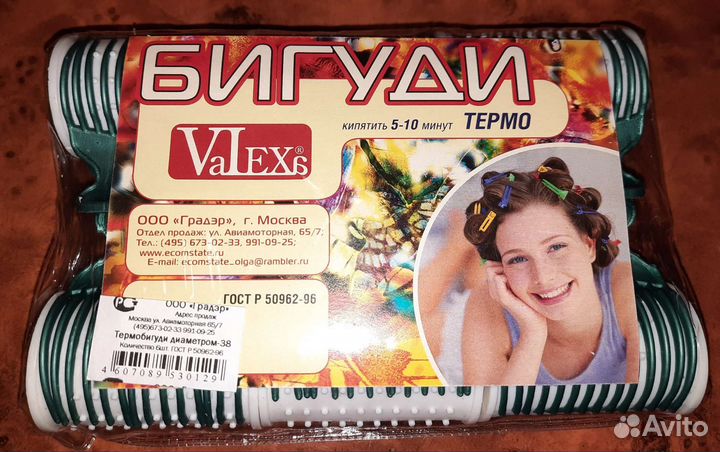 БИГУДИ
кипятить 5-10 минут ТЕРМО
VaLEXa®
ООО «Градэр», г. Москва
Отдел продаж: ул. Авиамоторная, 65/7;
Тел.: (495) 673-02-33, 991-09-25;
www.ecomstate.ru
E-mail: ecomstate_olga@rambler.ru
ГОСТ Р 50962-96
ООО «Градэр»
Адрес продаж
Москва ул. Авиамоторная 65/7
(495)673-02-33 991-09-25
Термобигуди диаметром-38
Количество 6шт. ГОСТ Р 50962-96
4 607089 530129
Avito